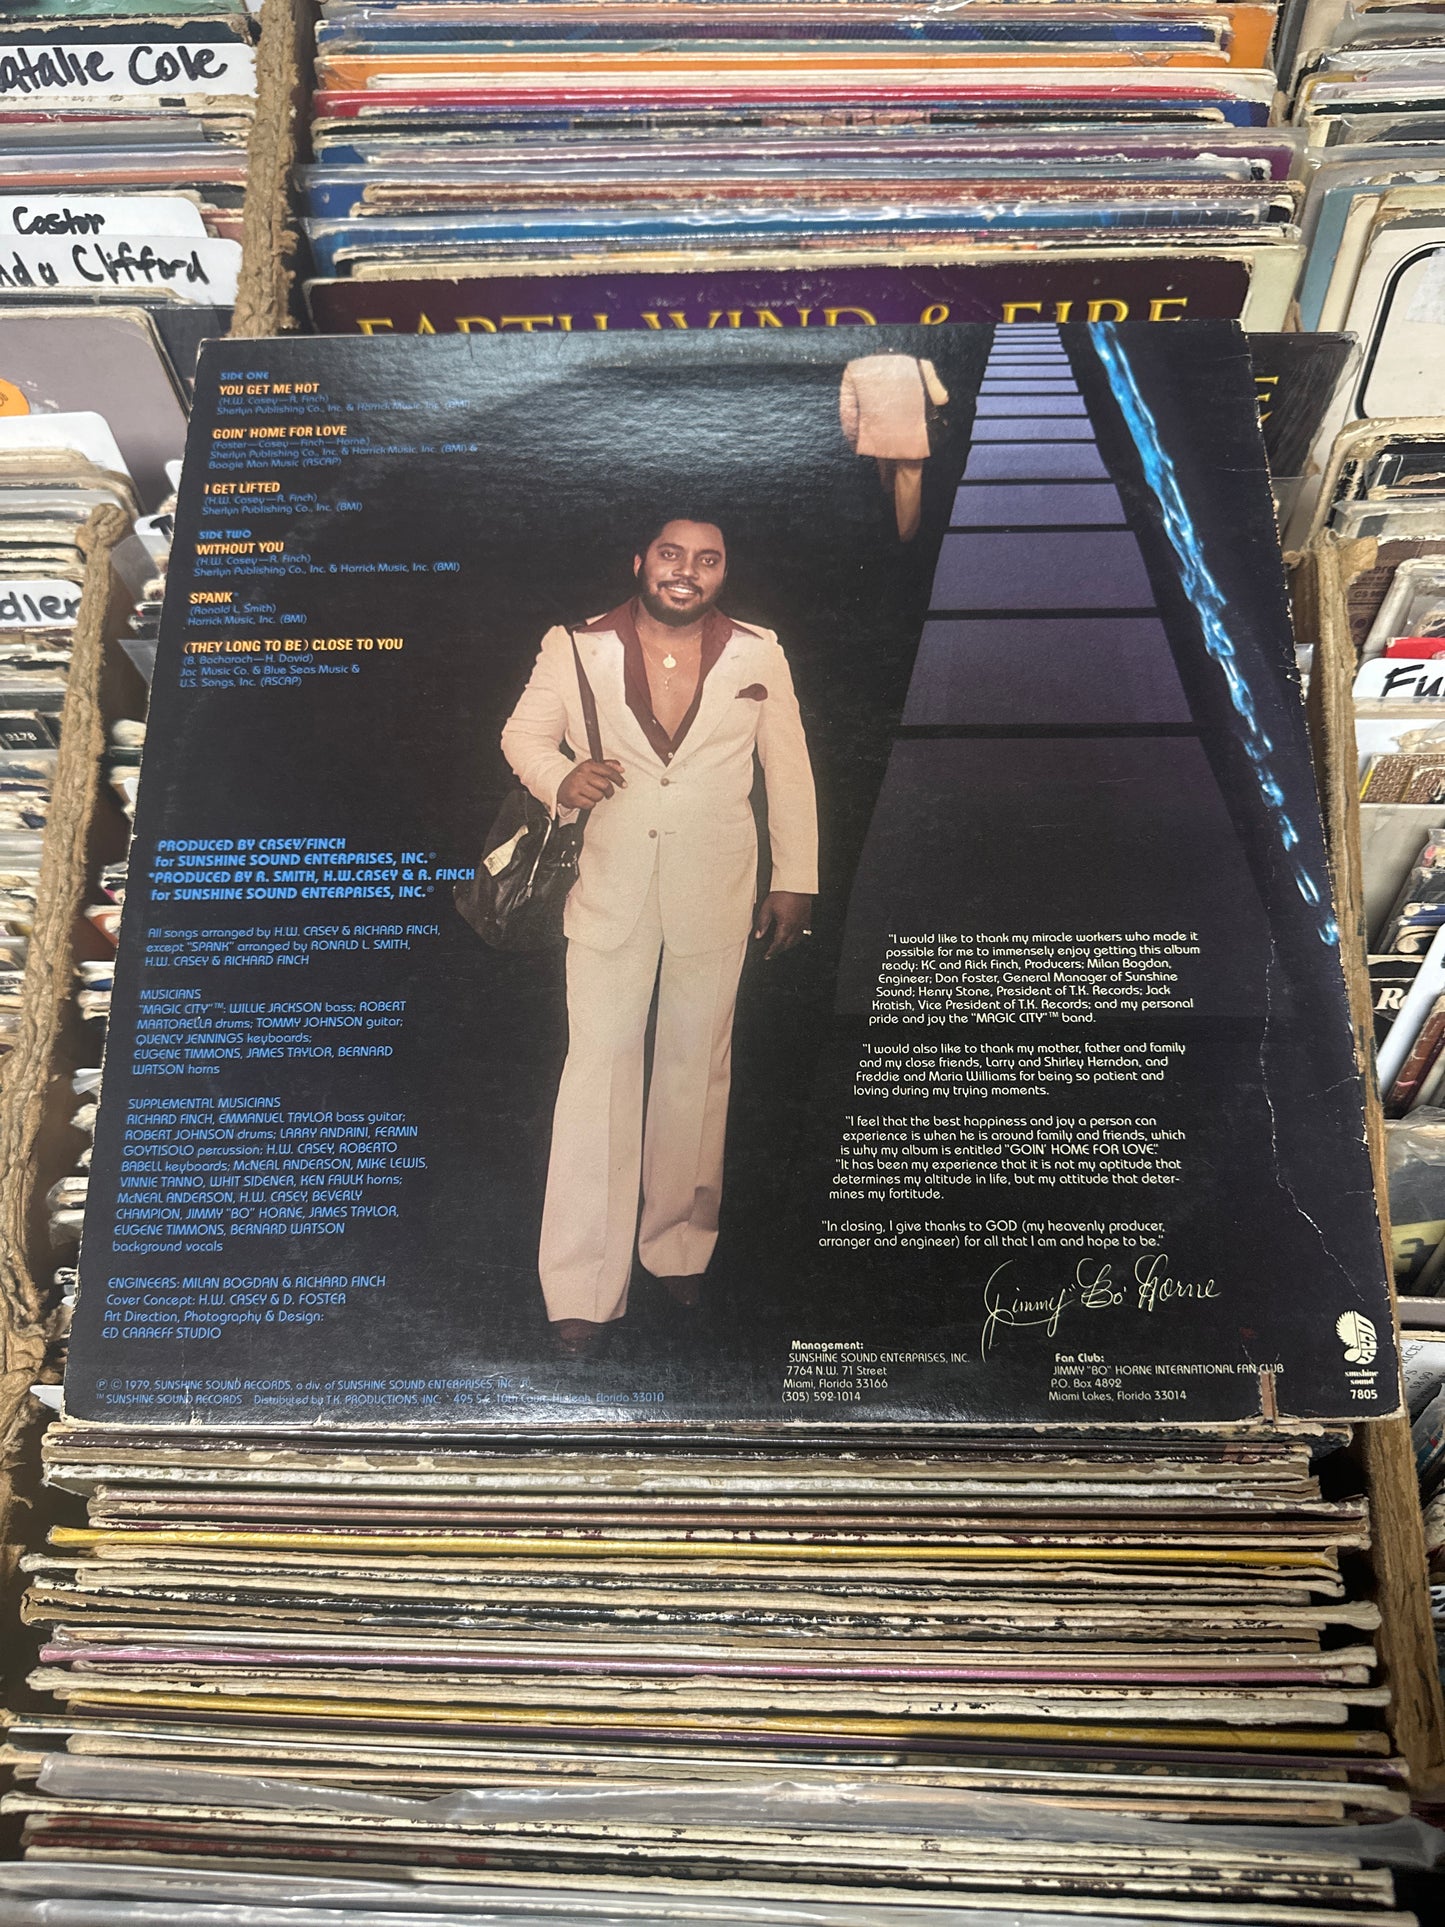 Natalie Cole
Castor
nda Clifford
EARTH, WIND & FIRE
dler
9178
Fu
SIDE ONE
YOU GET ME HOT
(H.W. Casey—R. Finch)
Sherlyn Publishing Co., Inc. & Harrick Music, Inc. (BMI)
GOIN' HOME FOR LOVE
(Foster—Casey—Finch—Horne)
Sherlyn Publishing Co., Inc. & Harrick Music, Inc. (BMI) &
Boogie Man Music (ASCAP)
I GET LIFTED
(H.W. Casey—R. Finch)
Sherlyn Publishing Co., Inc. (BMI)
SIDE TWO
WITHOUT YOU
(H.W. Casey—R. Finch)
Sherlyn Publishing Co., Inc. & Harrick Music, Inc. (BMI)
SPANK*
(Ronald L. Smith)
Harrick Music, Inc. (BMI)
(THEY LONG TO BE) CLOSE TO YOU
(B. Bacharach—H. David)
Jac Music Co. & Blue Seas Music &
U.S. Songs, Inc. (ASCAP)
PRODUCED BY CASEY/FINCH
for SUNSHINE SOUND ENTERPRISES, INC.®
*PRODUCED BY R. SMITH, H.W.CASEY & R. FINCH
for SUNSHINE SOUND ENTERPRISES, INC.®
All songs arranged by H.W. CASEY & RICHARD FINCH,
except "SPANK" arranged by RONALD L. SMITH,
H.W. CASEY & RICHARD FINCH
MUSICIANS
"MAGIC CITY"™: WILLIE JACKSON bass; ROBERT
MARTORELLA drums; TOMMY JOHNSON guitar;
QUENCY JENNINGS keyboards;
EUGENE TIMMONS, JAMES TAYLOR, BERNARD
WATSON horns
SUPPLEMENTAL MUSICIANS
RICHARD FINCH, EMMANUEL TAYLOR bass guitar;
ROBERT JOHNSON drums; LARRY ANDRINI, FERMIN
GOYTISOLO percussion; H.W. CASEY, ROBERTO
BABELL keyboards; McNEAL ANDERSON, MIKE LEWIS,
VINNIE TANNO, WHIT SIDENER, KEN FAULK horns;
McNEAL ANDERSON, H.W. CASEY, BEVERLY
CHAMPION, JIMMY "BO" HORNE, JAMES TAYLOR,
EUGENE TIMMONS, BERNARD WATSON
background vocals
ENGINEERS: MILAN BOGDAN & RICHARD FINCH
Cover Concept: H.W. CASEY & D. FOSTER
Art Direction, Photography & Design:
ED CARAEFF STUDIO
℗ © 1979, SUNSHINE SOUND RECORDS, a div. of SUNSHINE SOUND ENTERPRISES, INC.
™ SUNSHINE SOUND RECORDS Distributed by T.K. PRODUCTIONS, INC. 495 S.E. 10th Court, Hialeah, Florida 33010
"I would like to thank my miracle workers who made it
possible for me to immensely enjoy getting this album
ready: KC and Rick Finch, Producers; Milan Bogdan,
Engineer; Don Foster, General Manager of Sunshine
Sound; Henry Stone, President of T.K. Records; Jack
Kratish, Vice President of T.K. Records; and my personal
pride and joy the "MAGIC CITY"™ band.
"I would also like to thank my mother, father and family
and my close friends, Larry and Shirley Herndon, and
Freddie and Maria Williams for being so patient and
loving during my trying moments.
"I feel that the best happiness and joy a person can
experience is when he is around family and friends, which
is why my album is entitled "GOIN' HOME FOR LOVE."
"It has been my experience that it is not my aptitude that
determines my altitude in life, but my attitude that deter-
mines my fortitude.
"In closing, I give thanks to GOD (my heavenly producer,
arranger and engineer) for all that I am and hope to be."
Jimmy "Bo" Horne
Management:
SUNSHINE SOUND ENTERPRISES, INC.
7764 N.W. 71 Street
Miami, Florida 33166
(305) 592-1014
Fan Club:
JIMMY "BO" HORNE INTERNATIONAL FAN CLUB
P.O. Box 4892
Miami Lakes, Florida 33014
sunshine
sound
7805